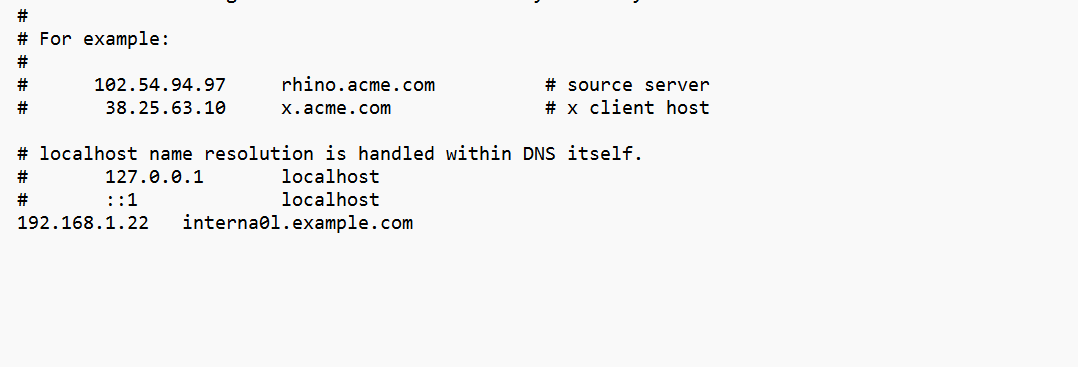 #
# For example:
#
#      102.54.94.97     rhino.acme.com          # source server
#       38.25.63.10     x.acme.com              # x client host
# localhost name resolution is handled within DNS itself.
#       127.0.0.1       localhost
#       ::1             localhost
192.168.1.22   interna0l.example.com